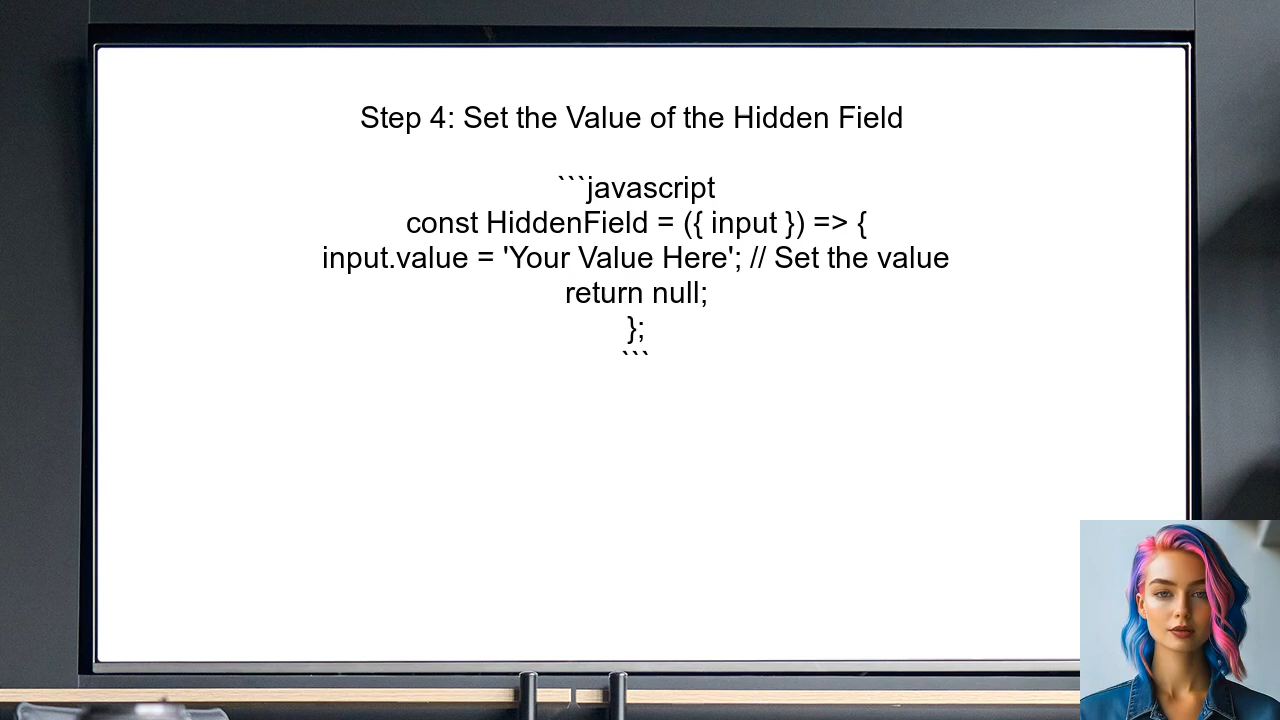 Step 4: Set the Value of the Hidden Field
```javascript
const HiddenField = ({ input }) => {
input.value = 'Your Value Here'; // Set the value
return null;
};
```